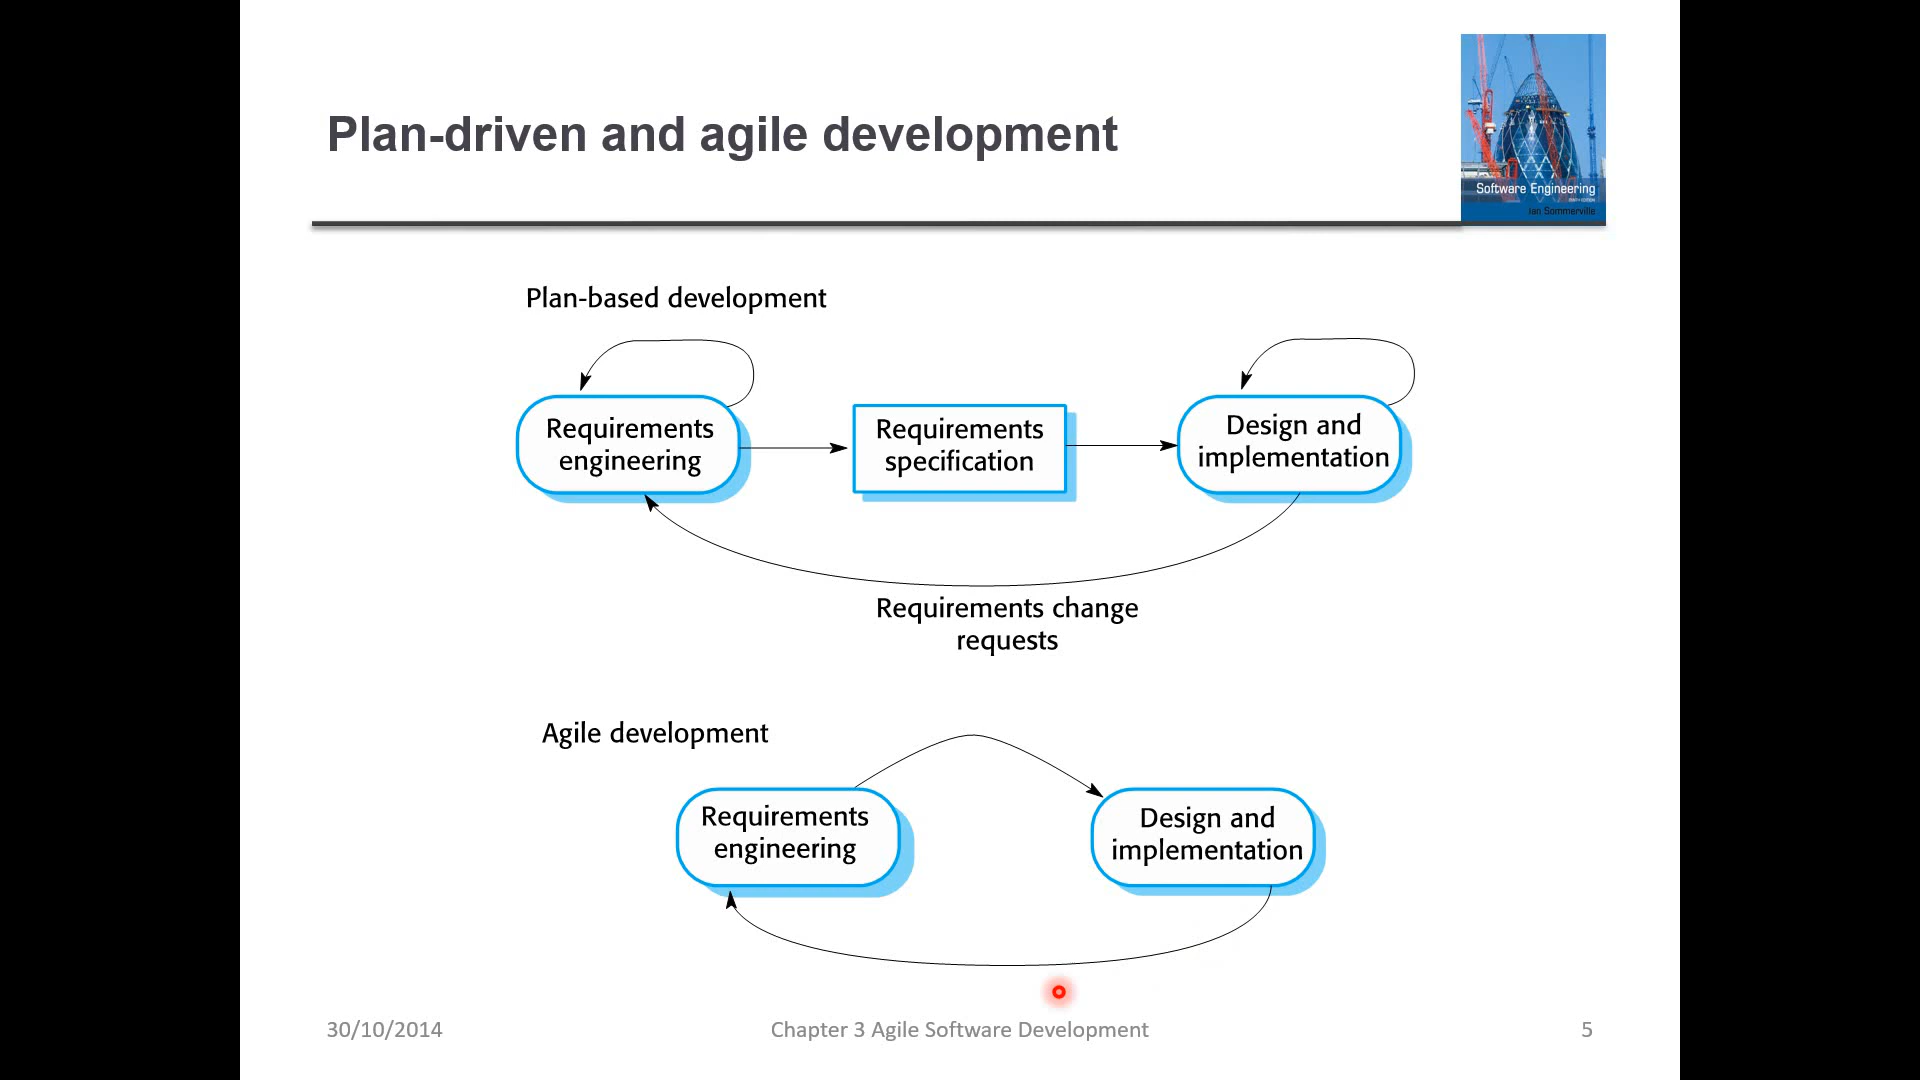 Plan-driven and agile development
Software Engineering
Ian Sommerville
Plan-based development
Requirements
engineering
Requirements
specification
Design and
implementation
Requirements change
requests
Agile development
Requirements
engineering
Design and
implementation
30/10/2014
Chapter 3 Agile Software Development
5